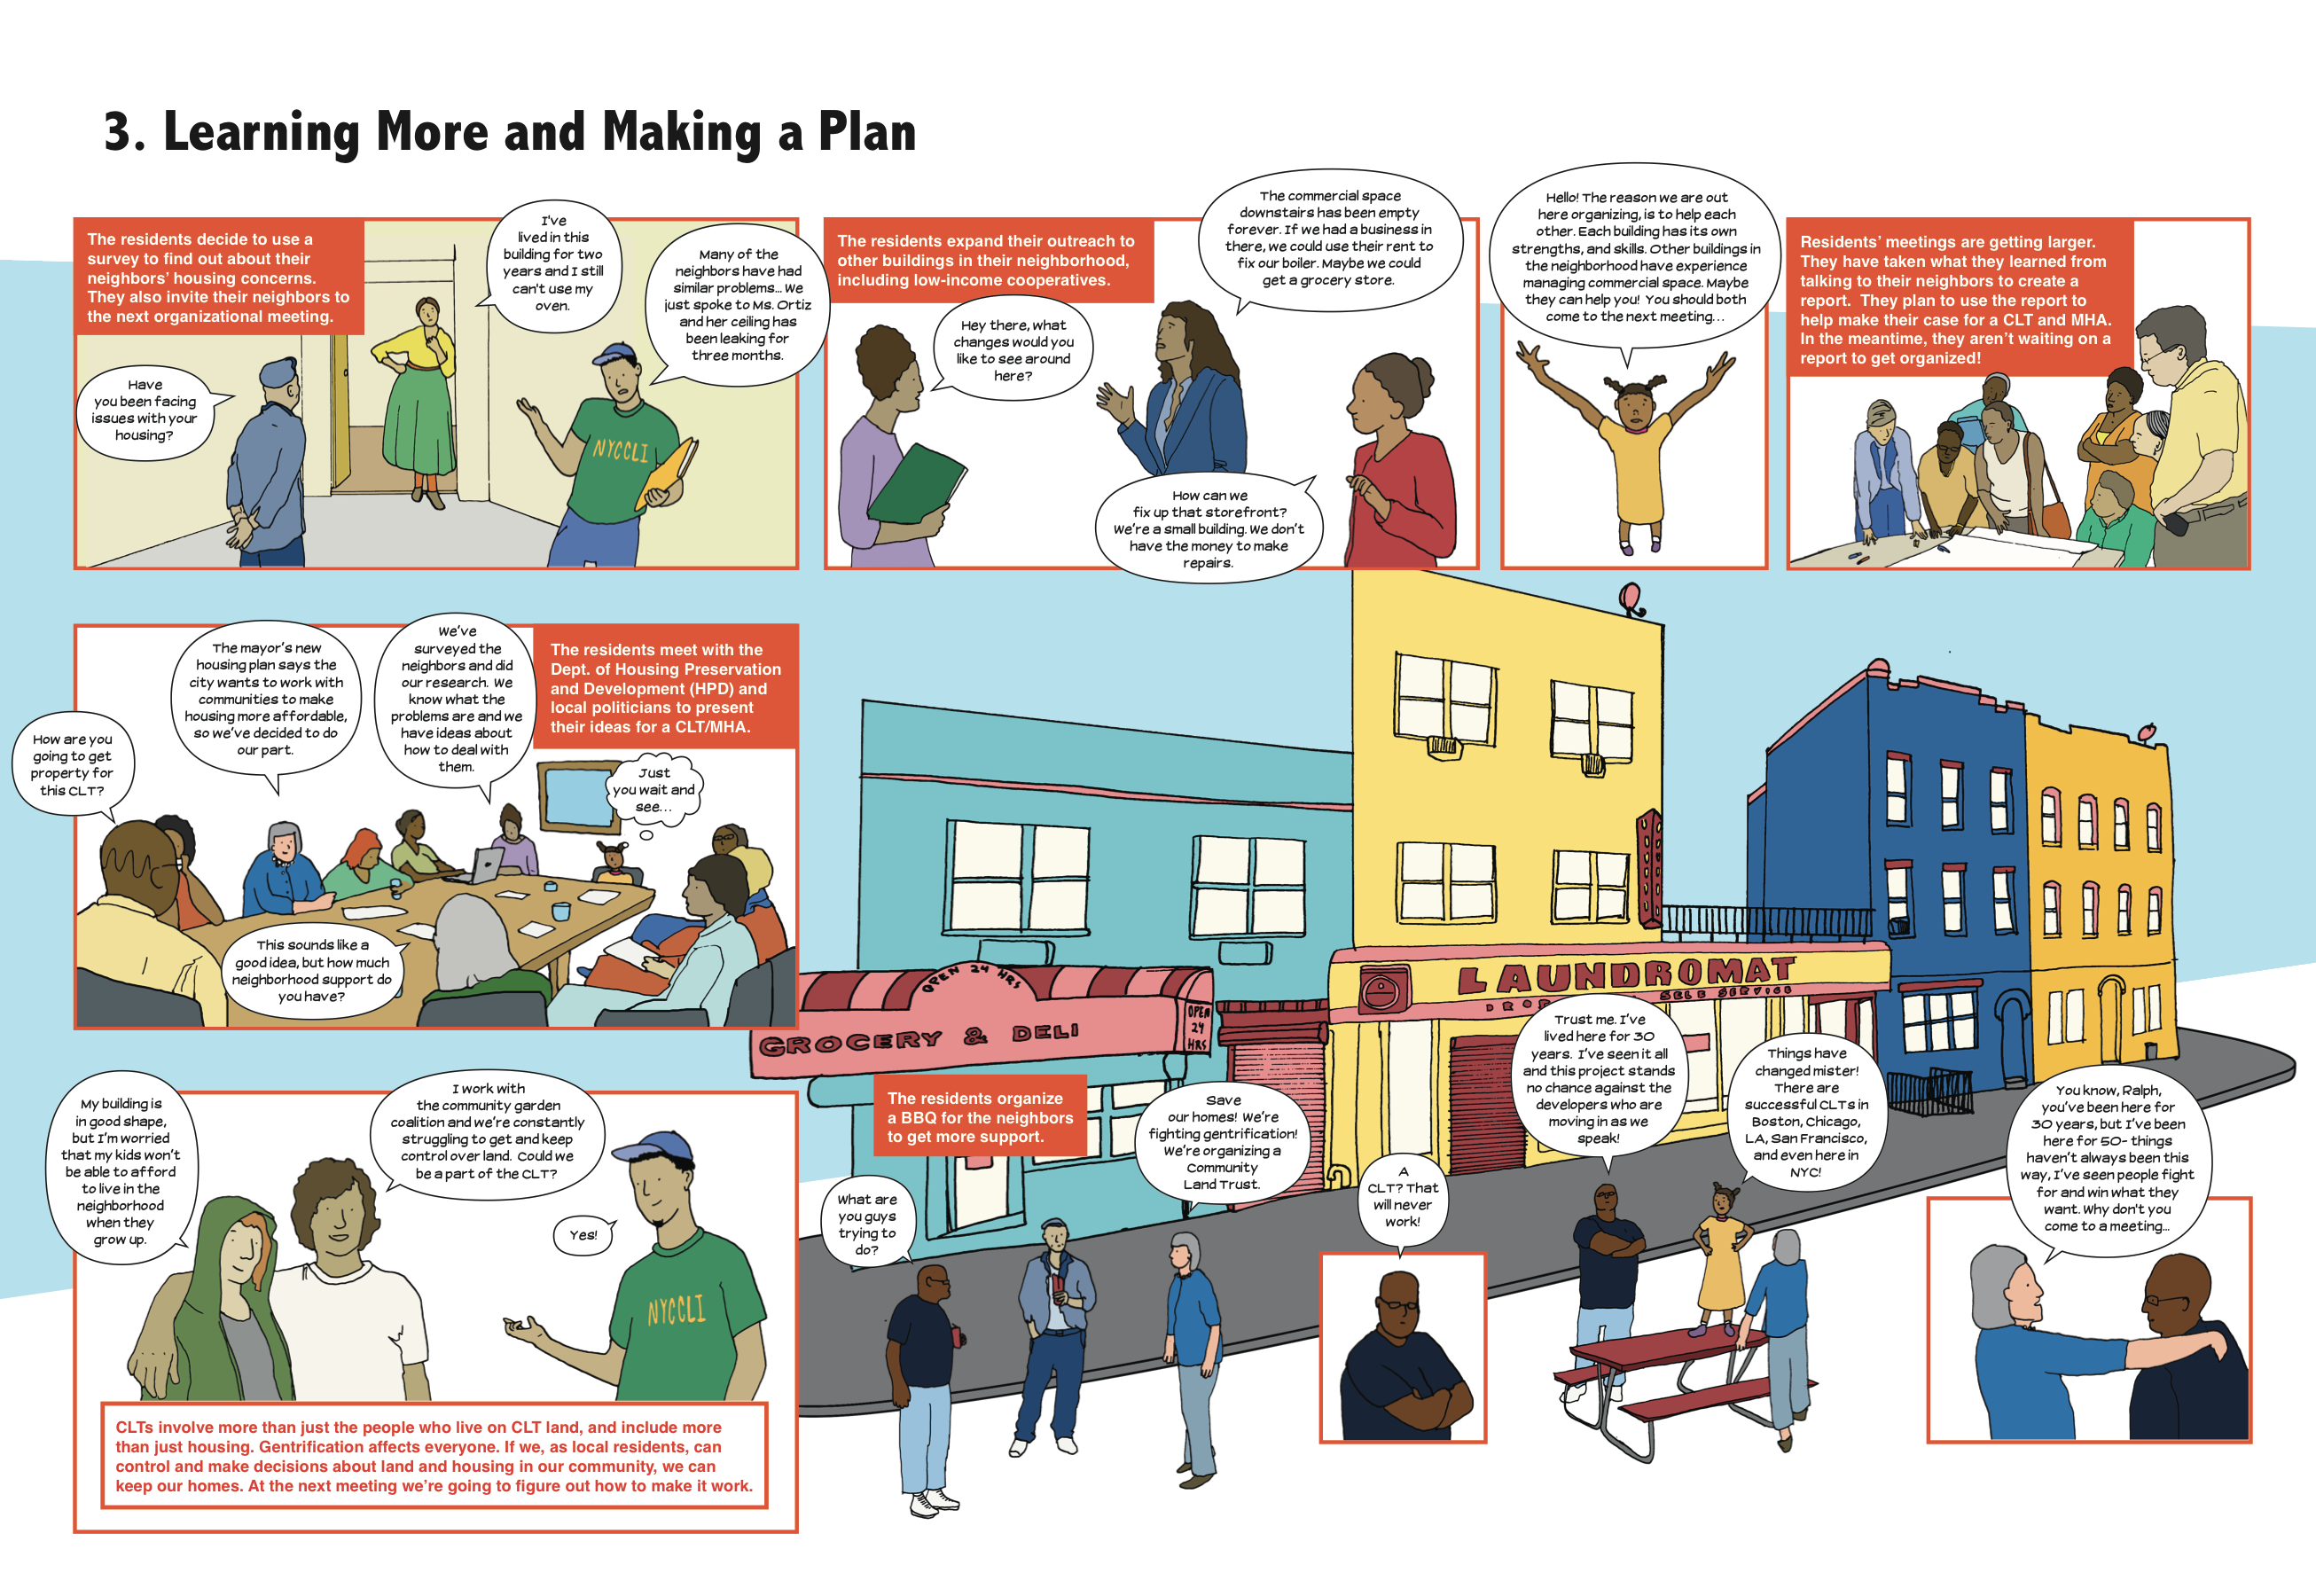 3. Learning More and Making a Plan
The residents decide to use a
survey to find out about their
neighbors' housing concerns.
They also invite their neighbors to
the next organizational meeting.
Have
you been facing
issues with your
housing?
I've
lived in this
building for two
years and I still
can't use my
oven.
Many of the
neighbors have had
similar problems... We
just spoke to Ms. Ortiz
and her ceiling has
been leaking for
three months.
NYCCLI
The residents expand their outreach to
other buildings in their neighborhood,
including low-income cooperatives.
Hey there, what
changes would you
like to see around
here?
The commercial space
downstairs has been empty
forever. If we had a business in
there, we could use their rent to
fix our boiler. Maybe we could
get a grocery store.
How can we
fix up that storefront?
We're a small building. We don't
have the money to make
repairs.
Hello! The reason we are out
here organizing, is to help each
other. Each building has its own
strengths, and skills. Other buildings in
the neighborhood have experience
managing commercial space. Maybe
they can help you! You should both
come to the next meeting...
Residents' meetings are getting larger.
They have taken what they learned from
talking to their neighbors to create a
report. They plan to use the report to
help make their case for a CLT and MHA.
In the meantime, they aren't waiting on a
report to get organized!
How are you
going to get
property for
this CLT?
The mayor's new
housing plan says the
city wants to work with
communities to make
housing more affordable,
so we've decided to do
our part.
We've
surveyed the
neighbors and did
our research. We
know what the
problems are and we
have ideas about
how to deal with
them.
The residents meet with the
Dept. of Housing Preservation
and Development (HPD) and
local politicians to present
their ideas for a CLT/MHA.
Just
you wait and
see...
This sounds like a
good idea, but how much
neighborhood support do
you have?
My building is
in good shape,
but I'm worried
that my kids won't
be able to afford
to live in the
neighborhood
when they
grow up.
I work with
the community garden
coalition and we're constantly
struggling to get and keep
control over land. Could we
be a part of the CLT?
Yes!
NYCCLI
CLTs involve more than just the people who live on CLT land, and include more
than just housing. Gentrification affects everyone. If we, as local residents, can
control and make decisions about land and housing in our community, we can
keep our homes. At the next meeting we're going to figure out how to make it work.
OPEN 24 HRS
GROCERY & DELI
OPEN
24
HRS
LAUNDROMAT
SELF SERVICE
The residents organize
a BBQ for the neighbors
to get more support.
What are
you guys
trying to
do?
Save
our homes! We're
fighting gentrification!
We're organizing a
Community
Land Trust.
A
CLT? That
will never
work!
Trust me. I've
lived here for 30
years. I've seen it all
and this project stands
no chance against the
developers who are
moving in as we
speak!
Things have
changed mister!
There are
successful CLTs in
Boston, Chicago,
LA, San Francisco,
and even here in
NYC!
You know, Ralph,
you've been here for
30 years, but I've been
here for 50- things
haven't always been this
way, I've seen people fight
for and win what they
want. Why don't you
come to a meeting...